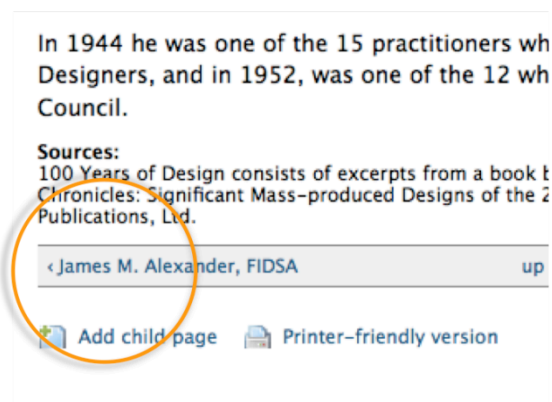 In 1944 he was one of the 15 practitioners wh
Designers, and in 1952, was one of the 12 wh
Council.
Sources:
100 Years of Design consists of excerpts from a book b
Chronicles: Significant Mass-produced Designs of the 2
Publications, Ltd.
‹ James M. Alexander, FIDSA up
Add child page Printer-friendly version